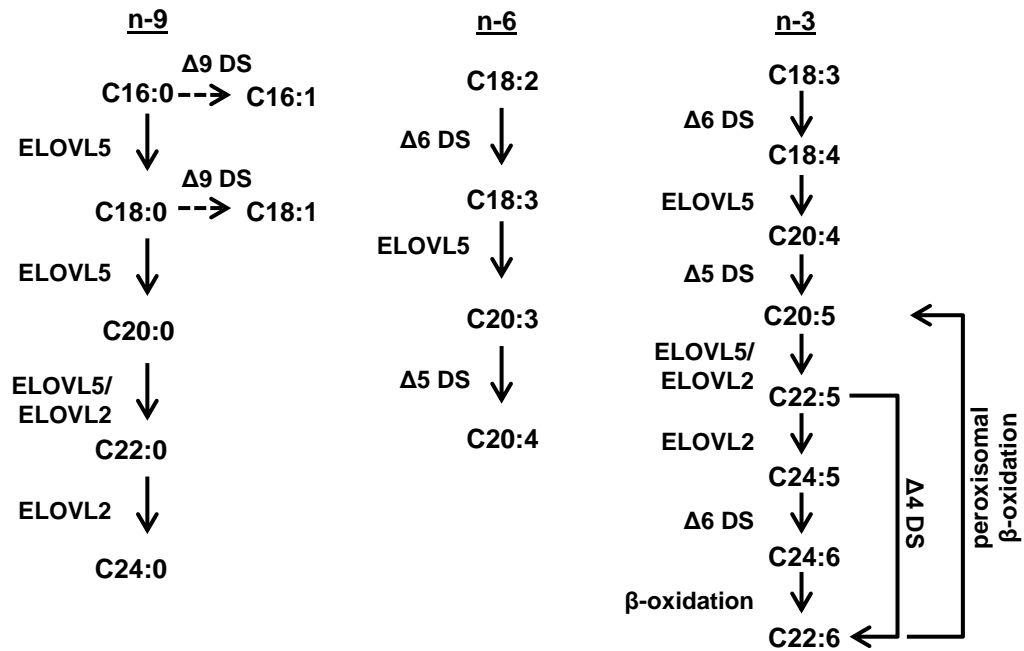 n-9
Δ9 DS
C16:0
C16:1
ELOVL5
Δ9 DS
C18:0
C18:1
ELOVL5
C20:0
ELOVL5/
ELOVL2
C22:0
ELOVL2
C24:0
n-6
C18:2
Δ6 DS
C18:3
ELOVL5
C20:3
Δ5 DS
C20:4
n-3
C18:3
Δ6 DS
C18:4
ELOVL5
C20:4
Δ5 DS
C20:5
ELOVL5/
ELOVL2
C22:5
ELOVL2
C24:5
Δ6 DS
C24:6
β-oxidation
C22:6
Δ4 DS
peroxisomal
β-oxidation